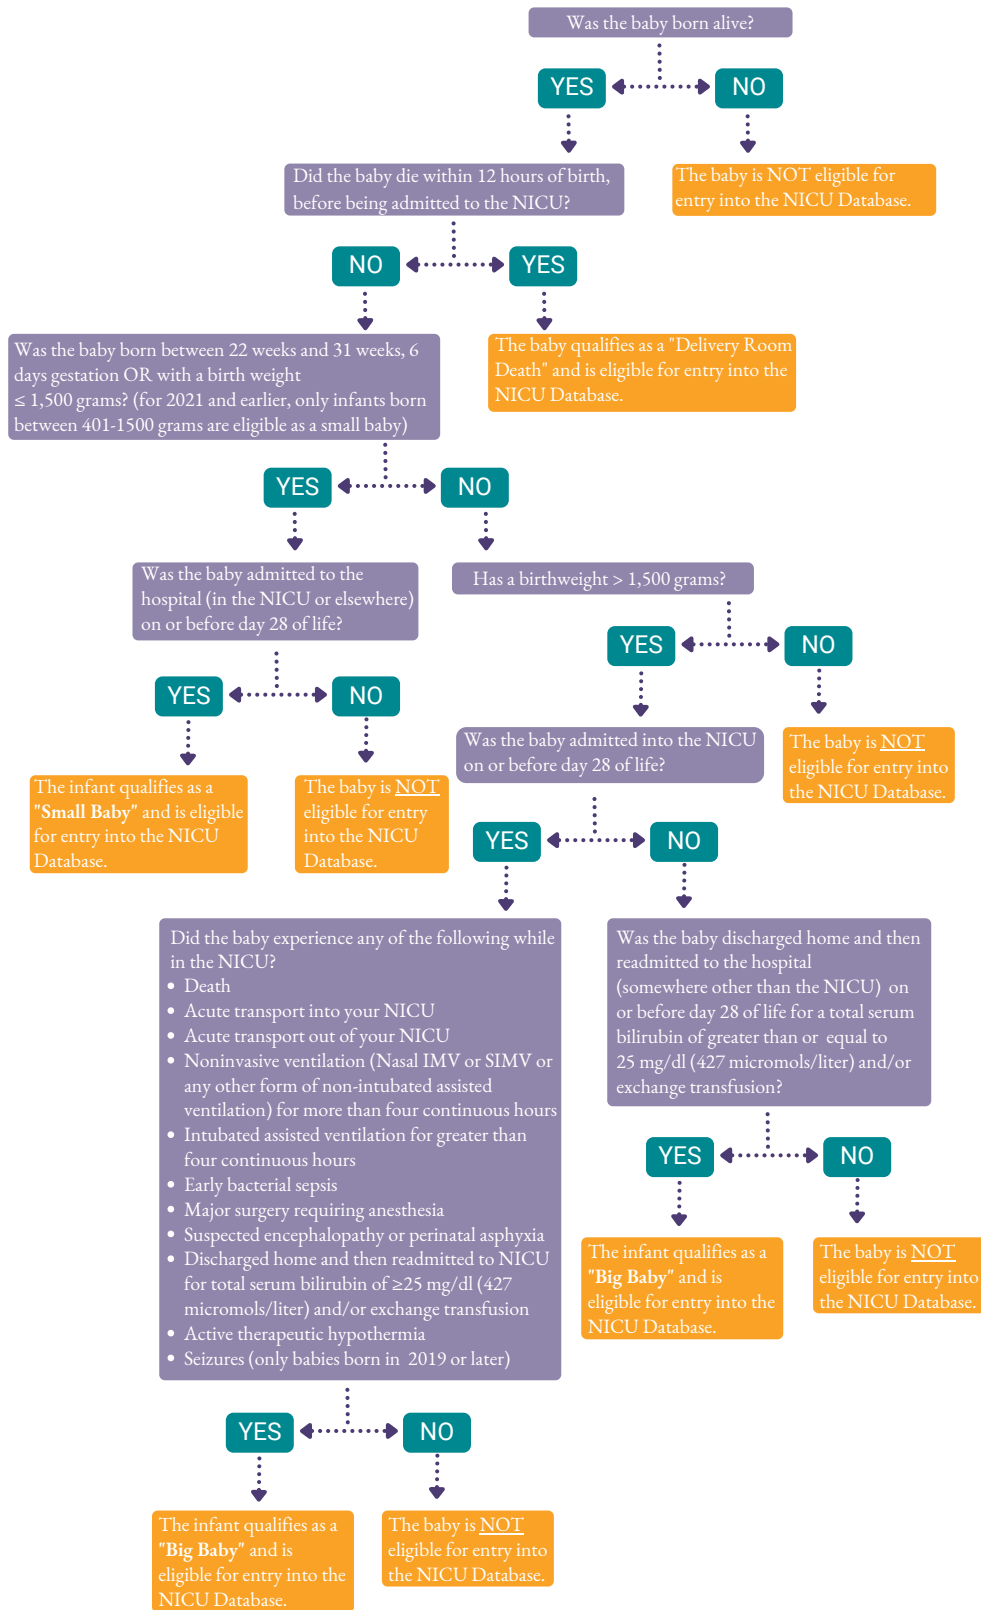 Was the baby born alive?
YES
NO
Did the baby die within 12 hours of birth,
before being admitted to the NICU?
The baby is NOT eligible for
entry into the NICU Database.
NO
YES
Was the baby born between 22 weeks and 31 weeks, 6
days gestation OR with a birth weight
≤ 1,500 grams? (for 2021 and earlier, only infants born
between 401-1500 grams are eligible as a small baby)
The baby qualifies as a "Delivery Room
Death" and is eligible for entry into the
NICU Database.
YES
NO
Was the baby admitted to the
hospital (in the NICU or elsewhere)
on or before day 28 of life?
Has a birthweight > 1,500 grams?
YES
NO
YES
NO
The infant qualifies as a
"Small Baby" and is eligible
for entry into the NICU
Database.
The baby is NOT
eligible for entry
into the NICU
Database.
Was the baby admitted into the NICU
on or before day 28 of life?
The baby is NOT
eligible for entry into
the NICU Database.
YES
NO
Did the baby experience any of the following while
in the NICU?
• Death
• Acute transport into your NICU
• Acute transport out of your NICU
• Noninvasive ventilation (Nasal IMV or SIMV or
any other form of non-intubated assisted
ventilation) for more than four continuous hours
• Intubated assisted ventilation for greater than
four continuous hours
• Early bacterial sepsis
• Major surgery requiring anesthesia
• Suspected encephalopathy or perinatal asphyxia
• Discharged home and then readmitted to NICU
for total serum bilirubin of ≥25 mg/dl (427
micromols/liter) and/or exchange transfusion
• Active therapeutic hypothermia
• Seizures (only babies born in 2019 or later)
Was the baby discharged home and then
readmitted to the hospital
(somewhere other than the NICU) on
or before day 28 of life for a total serum
bilirubin of greater than or equal to
25 mg/dl (427 micromols/liter) and/or
exchange transfusion?
YES
NO
The infant qualifies as a
"Big Baby" and is
eligible for entry into the
NICU Database.
The baby is NOT
eligible for entry into
the NICU Database.
YES
NO
The infant qualifies as a
"Big Baby" and is
eligible for entry into the
NICU Database.
The baby is NOT
eligible for entry into
the NICU Database.